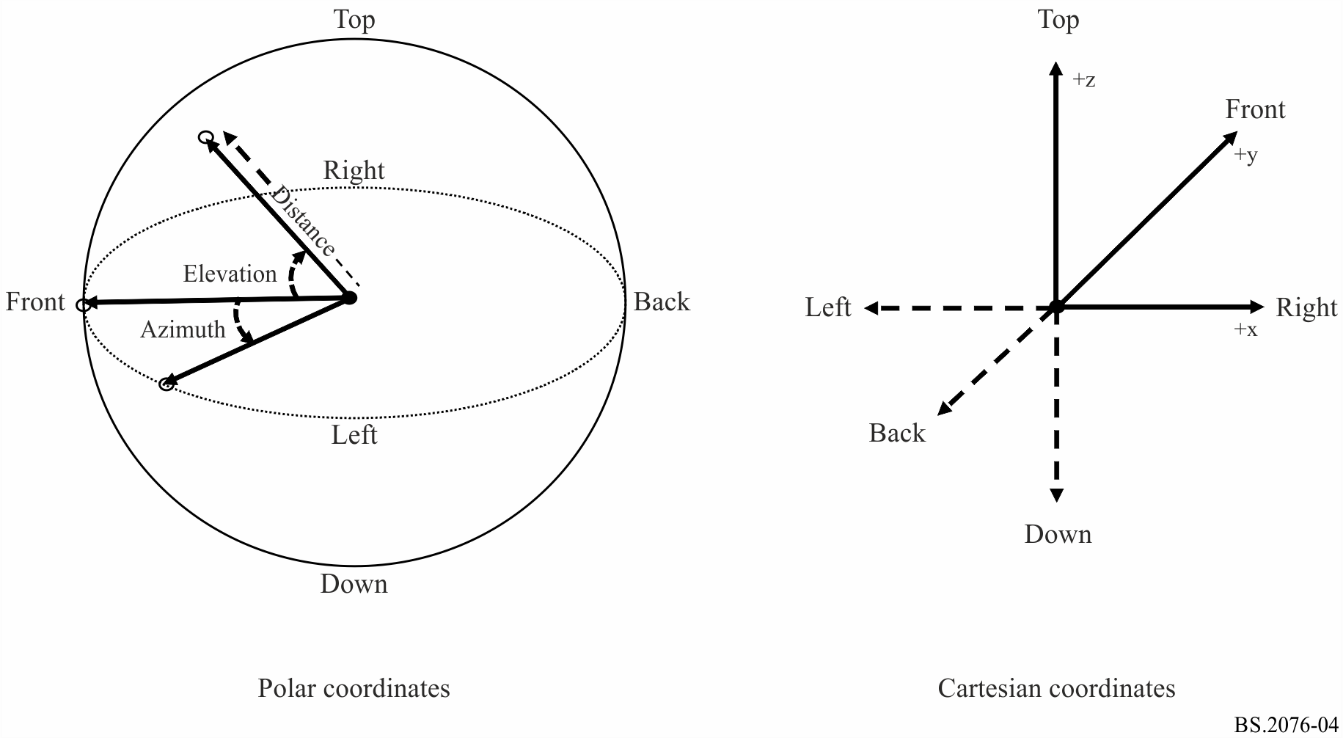 Top
Right
Distance
Elevation
Front
Back
Azimuth
Left
Down
Polar coordinates
Top
+z
Front
+y
Left
Right
+x
Back
Down
Cartesian coordinates
BS.2076-04